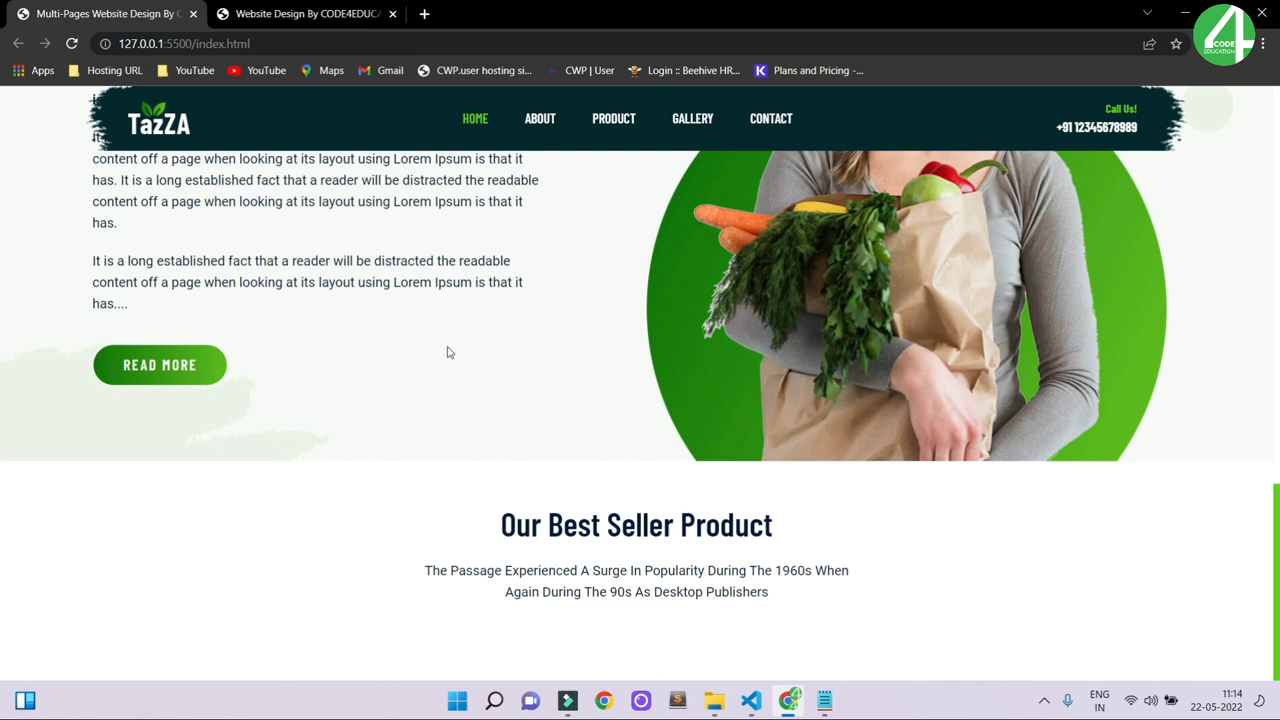 Multi-Pages Website Design By C
Website Design By CODE4EDUCA
127.0.0.1:5500/index.html
4
CODE
EDUCATION
Apps
Hosting URL
YouTube
YouTube
Maps
Gmail
CWP.user hosting si...
CWP | User
Login :: Beehive HR...
Plans and Pricing -...
TazZA
HOME
ABOUT
PRODUCT
GALLERY
CONTACT
Call Us!
+91 12345678989
content off a page when looking at its layout using Lorem Ipsum is that it
has. It is a long established fact that a reader will be distracted the readable
content off a page when looking at its layout using Lorem Ipsum is that it
has.
It is a long established fact that a reader will be distracted the readable
content off a page when looking at its layout using Lorem Ipsum is that it
has....
READ MORE
Our Best Seller Product
The Passage Experienced A Surge In Popularity During The 1960s When
Again During The 90s As Desktop Publishers
ENG
IN
11:14
22-05-2022